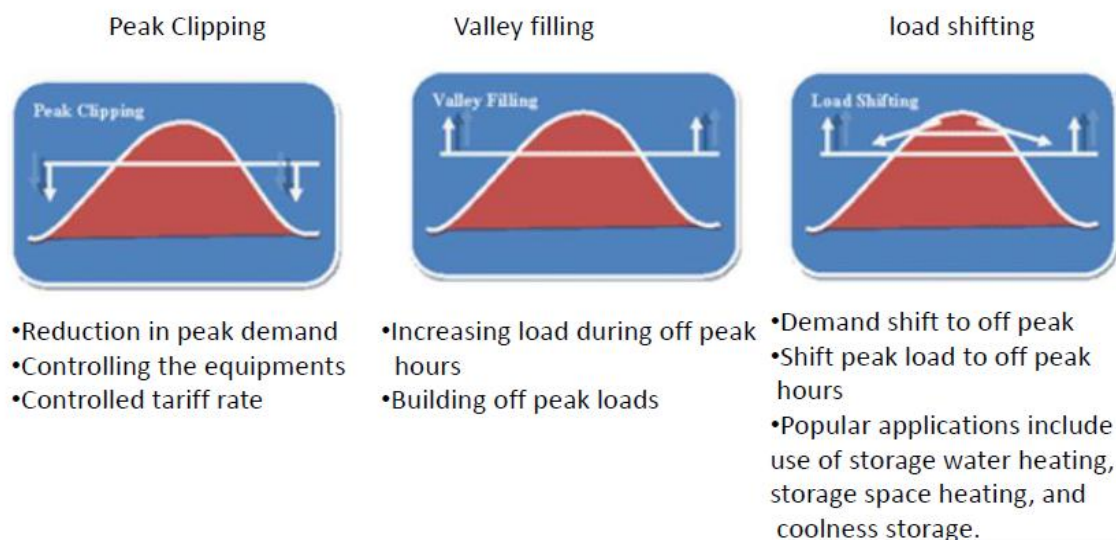 Peak Clipping
Valley filling
load shifting
Peak Clipping
Valley Filling
Load Shifting
•Reduction in peak demand
•Controlling the equipments
•Controlled tariff rate
•Increasing load during off peak
hours
•Building off peak loads
•Demand shift to off peak
•Shift peak load to off peak
hours
•Popular applications include
use of storage water heating,
storage space heating, and
coolness storage.